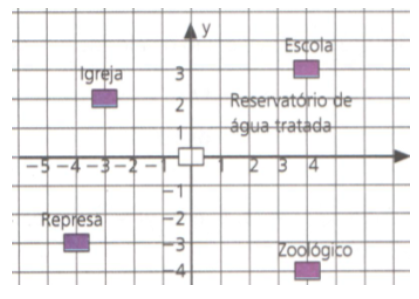 y
Escola
3
Igreja
2
Reservatório de
1
água tratada
-5 -4 -3 -2 -1 1 2 3 4
-1
Represa
-2
-3
Zoológico
-4